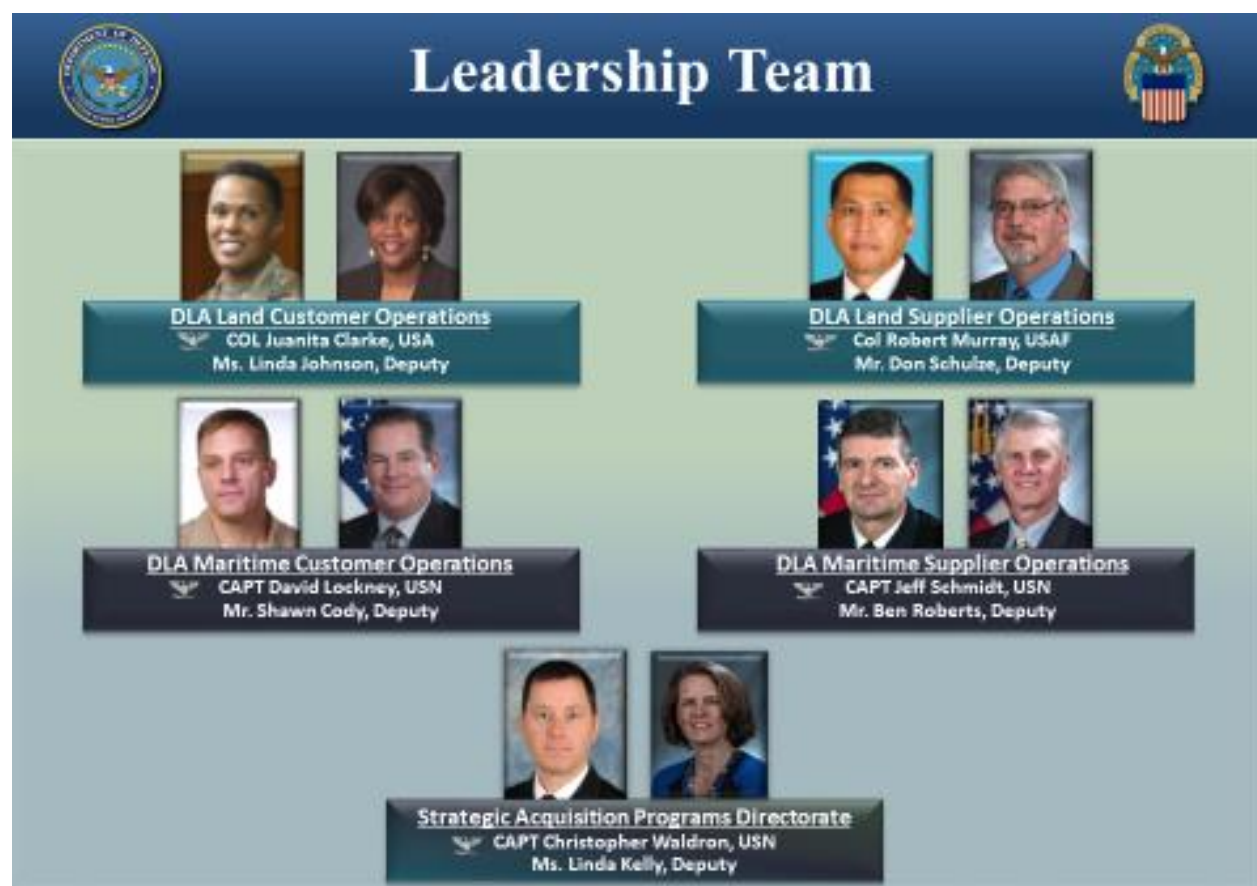 Leadership Team
DLA Land Customer Operations
COL Juanita Clarke, USA
Ms. Linda Johnson, Deputy
DLA Land Supplier Operations
Col Robert Murray, USAF
Mr. Don Schulze, Deputy
DLA Maritime Customer Operations
CAPT David Lockney, USN
Mr. Shawn Cody, Deputy
DLA Maritime Supplier Operations
CAPT Jeff Schmidt, USN
Mr. Ben Roberts, Deputy
Strategic Acquisition Programs Directorate
CAPT Christopher Waldron, USN
Ms. Linda Kelly, Deputy